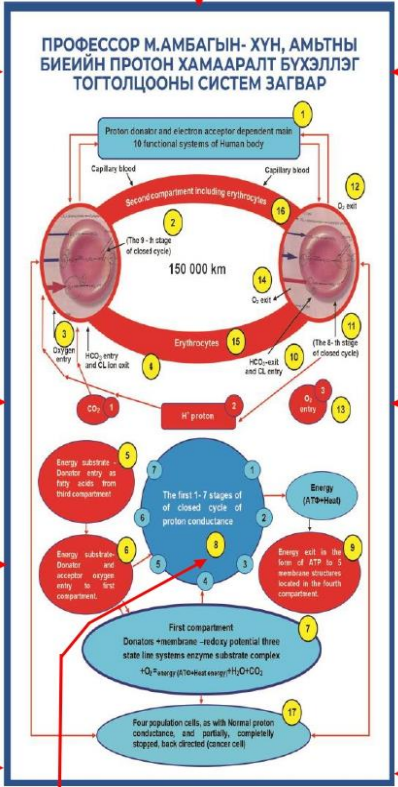 ПРОФЕССОР М.АМБАГЫН- ХҮН, АМЬТНЫ
БИЕИЙН ПРОТОН ХАМААРАЛТ БҮХЭЛЛЭГ
ТОГТОЛЦООНЫ СИСТЕМ ЗАГВАР
1
Proton donator and electron acceptor dependent main
10 functional systems of Human body
Capillary blood
Capillary blood
Second compartment including erythrocytes
12
O₂ exit
16
2
(The 9 - th stage
of closed cycle)
150 000 km
14
O₂ exit
3
Oxygen
entry
HCO₃ entry
and CL ion exit
4
Erythrocytes
15
HCO₃-exit
and CL entry
10
11
(The 8- th stage
of closed cycle)
CO₂ 1
H⁺ proton 2
O₂ 3
entry
13
5
Energy substrate -
Donator entry as
fatty acids from
third compartment
6
Energy substrate-
Donator and
acceptor oxygen
entry to first
compartment.
7
1
The first 1- 7 stages of
of closed cycle of
proton conductance
6
2
8
5
3
4
Energy
(АТФ+Heat)
9
Energy exit in the
form of ATP to 5
membrane structures
located in the fourth
compartment.
7
First compartment
Donators +membrane –redoxy potential three
state line systems enzyme substrate complex
+O₂=energy (АТФ+Heat energy)+H₂O+CO₂
17
Four population cells, as with Normal proton
conductance, and partially, completelly
stopped, back directed (cancer cell)